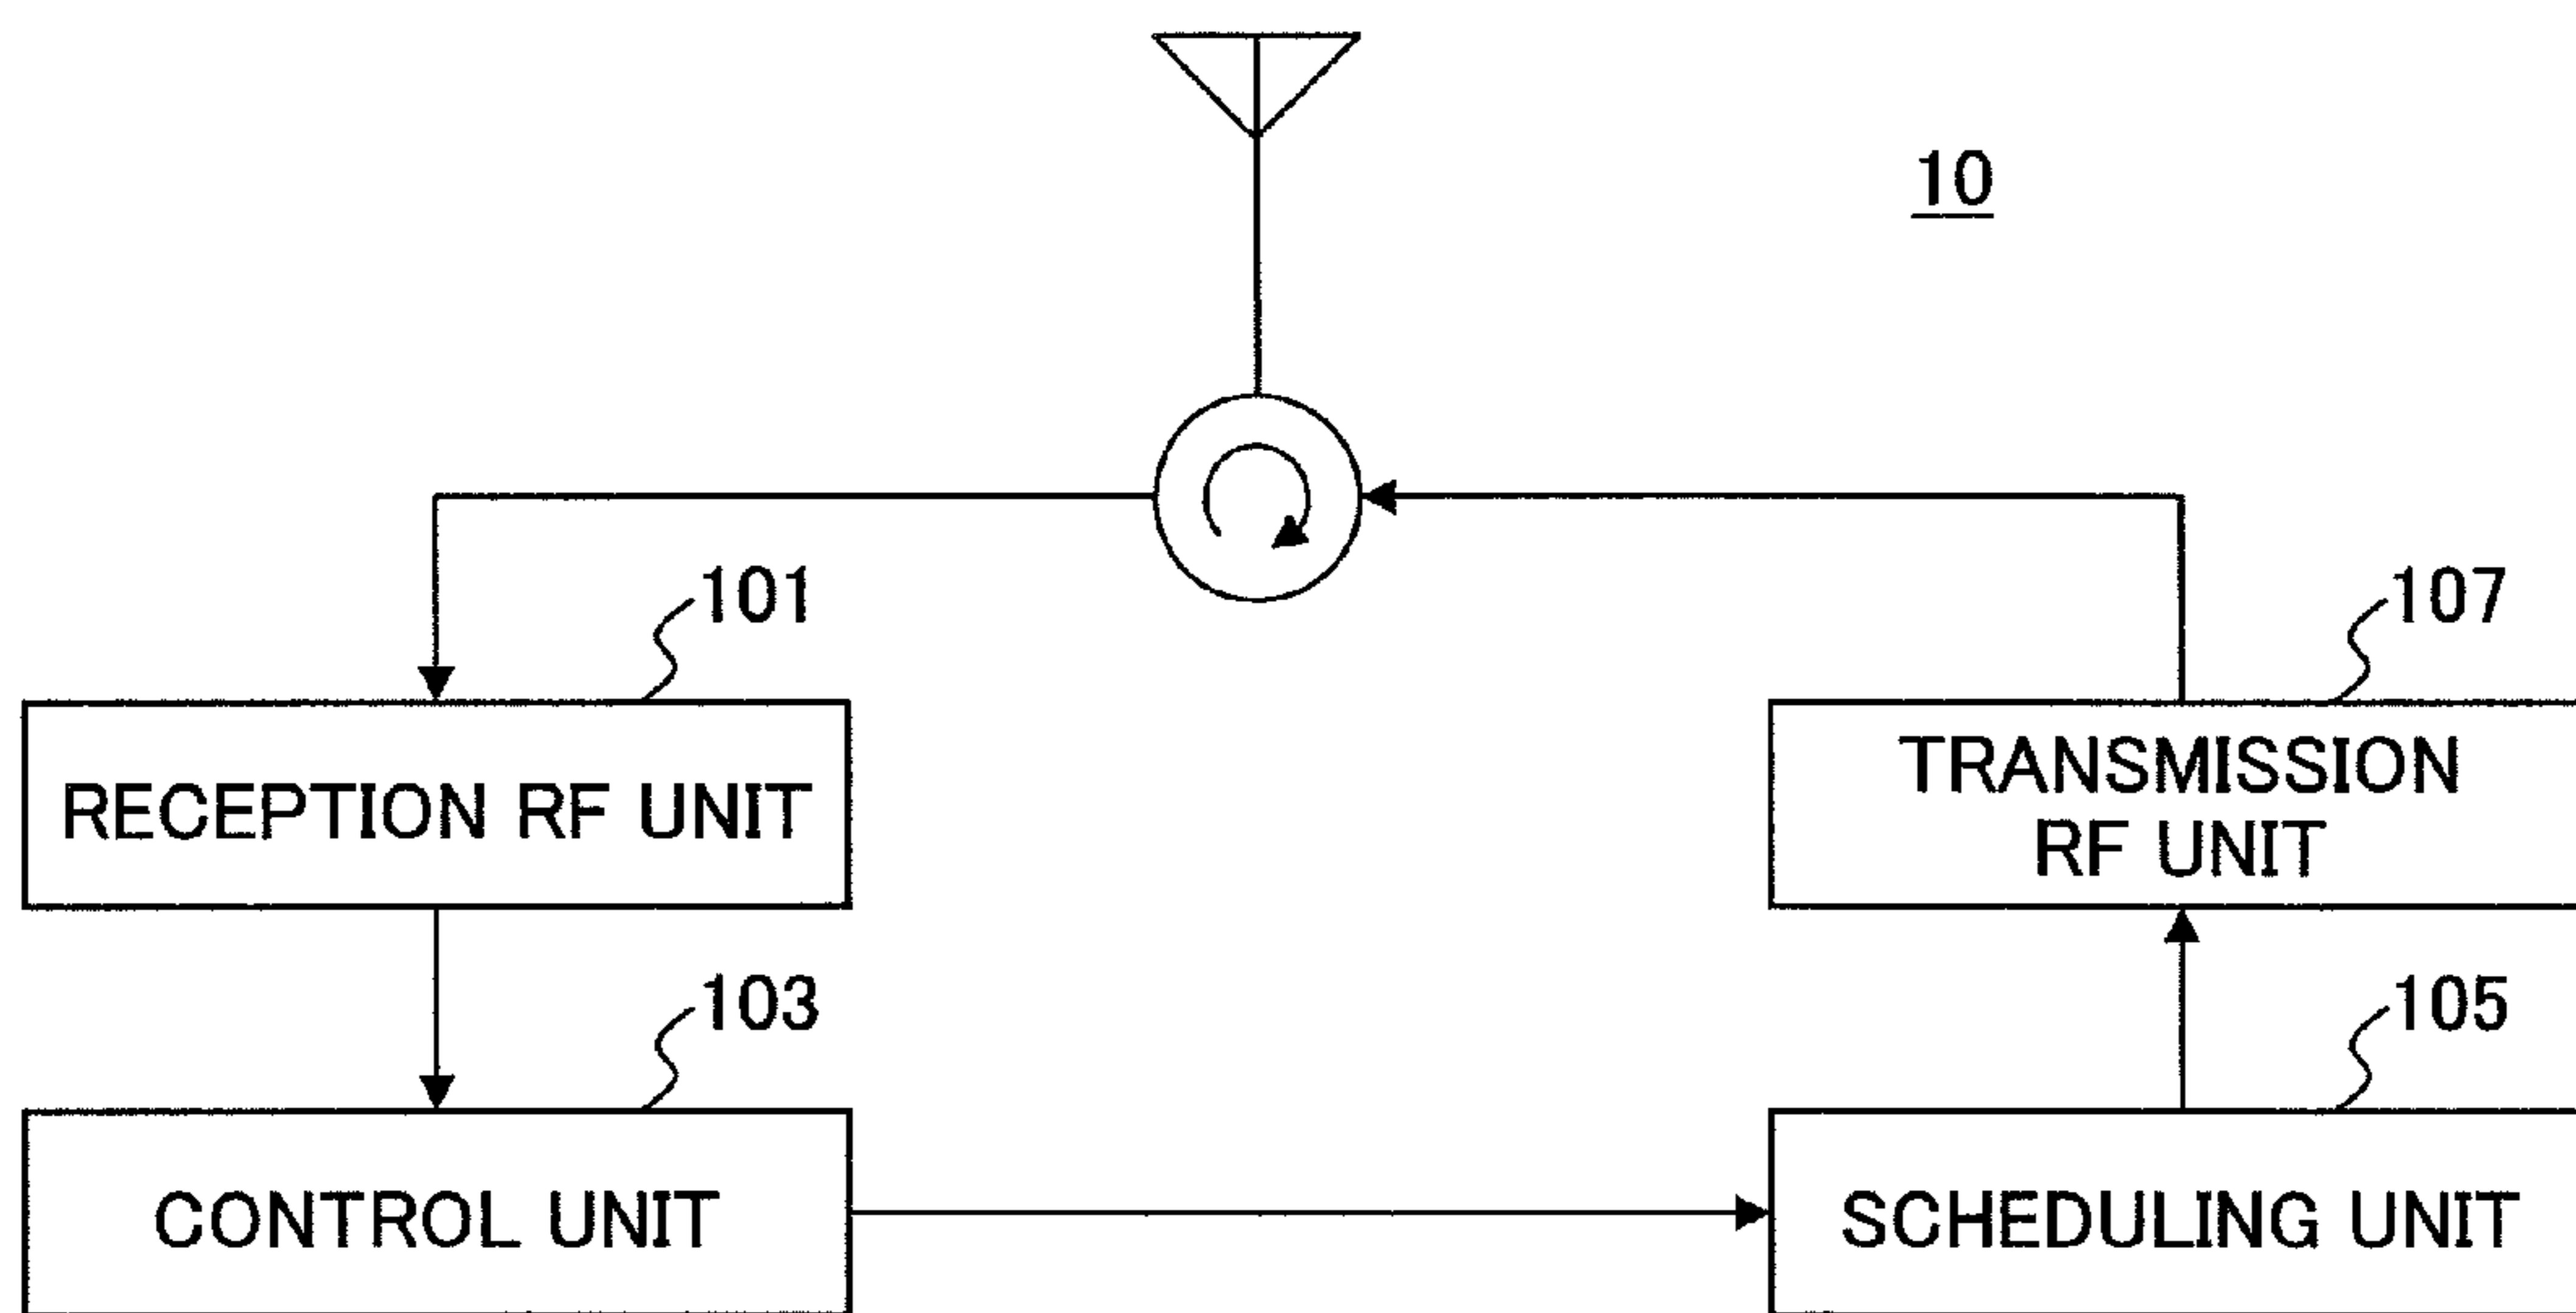 10
101
107
RECEPTION RF UNIT
TRANSMISSION
RF UNIT
103
105
CONTROL UNIT
SCHEDULING UNIT